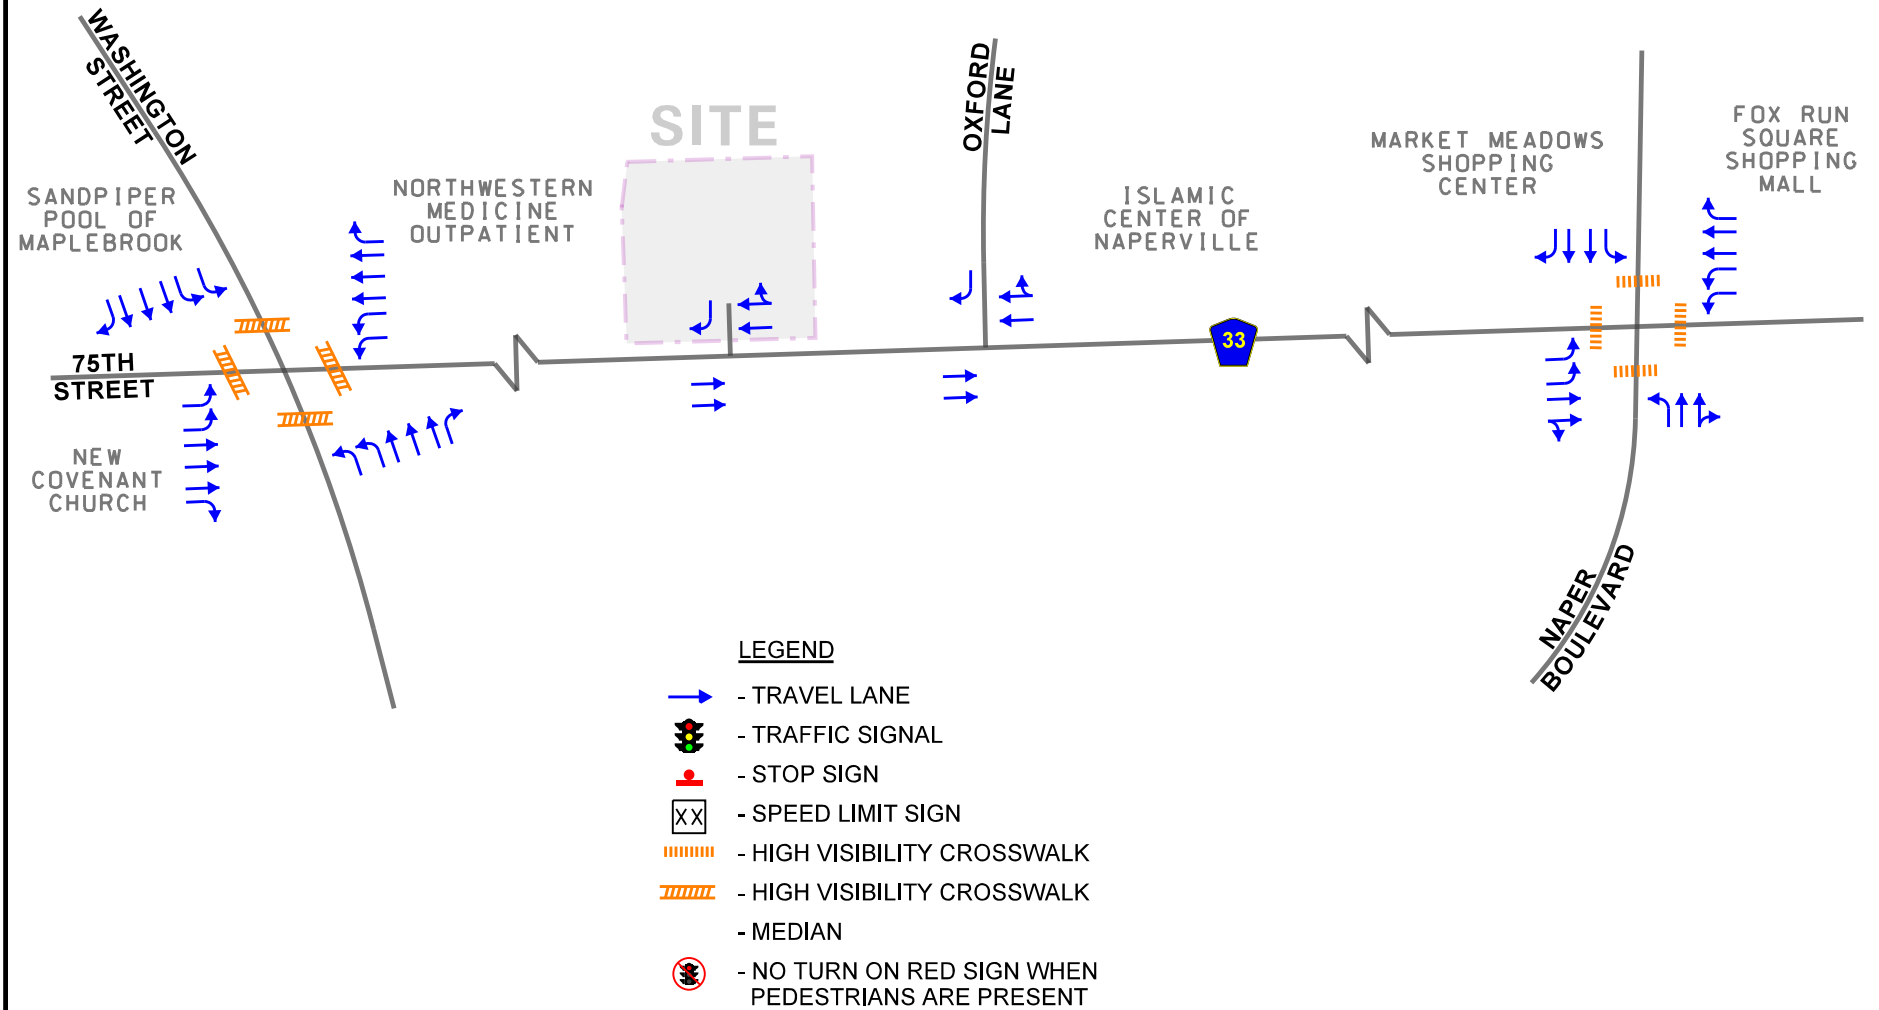 WASHINGTON
STREET
SANDPIPER
POOL OF
MAPLEBROOK
NORTHWESTERN
MEDICINE
OUTPATIENT
SITE
OXFORD
LANE
ISLAMIC
CENTER OF
NAPERVILLE
MARKET MEADOWS
SHOPPING
CENTER
FOX RUN
SQUARE
SHOPPING
MALL
75TH
STREET
33
NEW
COVENANT
CHURCH
NAPER
BOULEVARD
LEGEND
- TRAVEL LANE
- TRAFFIC SIGNAL
- STOP SIGN
XX - SPEED LIMIT SIGN
- HIGH VISIBILITY CROSSWALK
- HIGH VISIBILITY CROSSWALK
- MEDIAN
- NO TURN ON RED SIGN WHEN
PEDESTRIANS ARE PRESENT